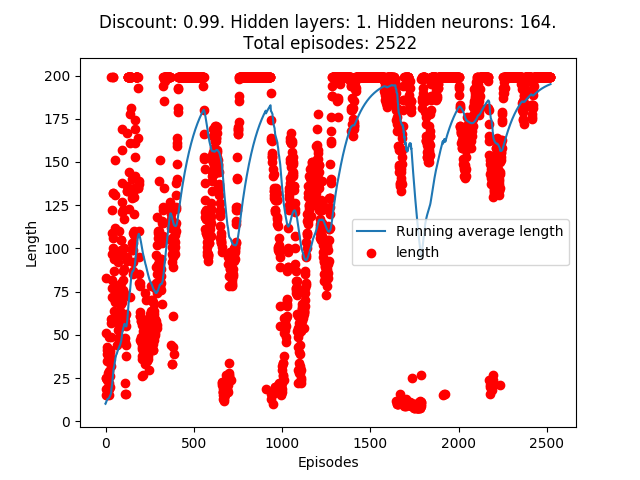 Discount: 0.99. Hidden layers: 1. Hidden neurons: 164.
Total episodes: 2522
200
175
150
125
100
75
50
25
0
Length
Running average length
length
0
500
1000
1500
2000
2500
Episodes